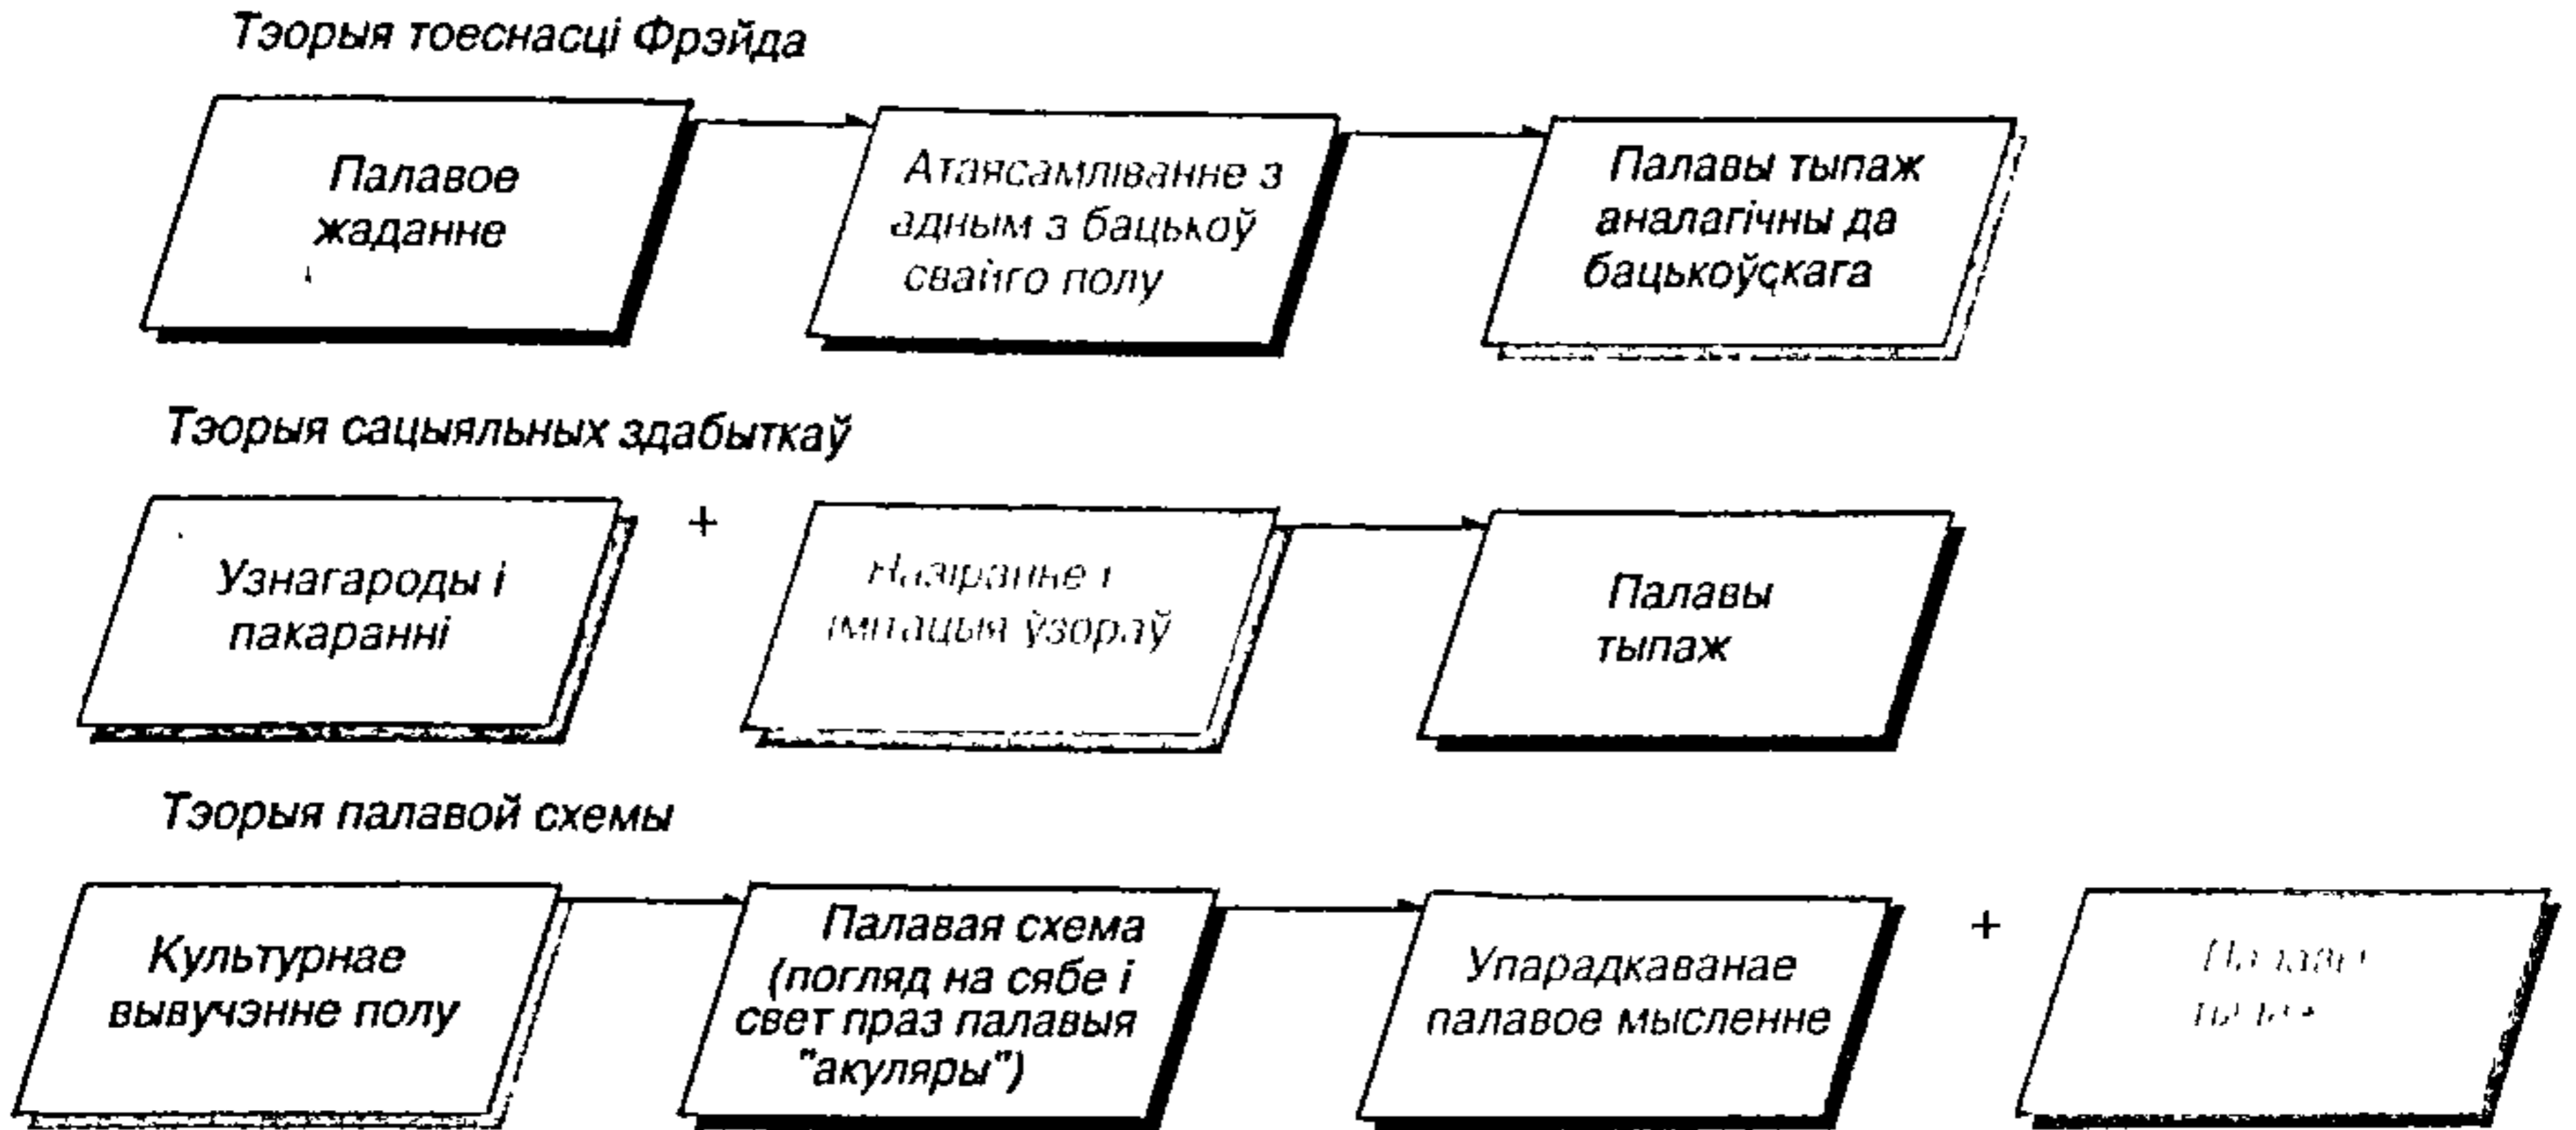 Тэорыя тоеснасці Фрэйда
Палавое
жаданне
Атаясамліванне з
адным з бацькоў
свайго полу
Палавы тыпаж
аналагічны да
бацькоўскага
Тэорыя сацыяльных здабыткаў
Узнагароды і
пакаранні
+
Назіранне і
імітацыя ўзораў
Палавы
тыпаж
Тэорыя палавой схемы
Культурнае
вывучэнне полу
Палавая схема
(погляд на сябе і
свет праз палавыя
"акуляры")
Упарадкаванае
палавое мысленне
+
Палавы